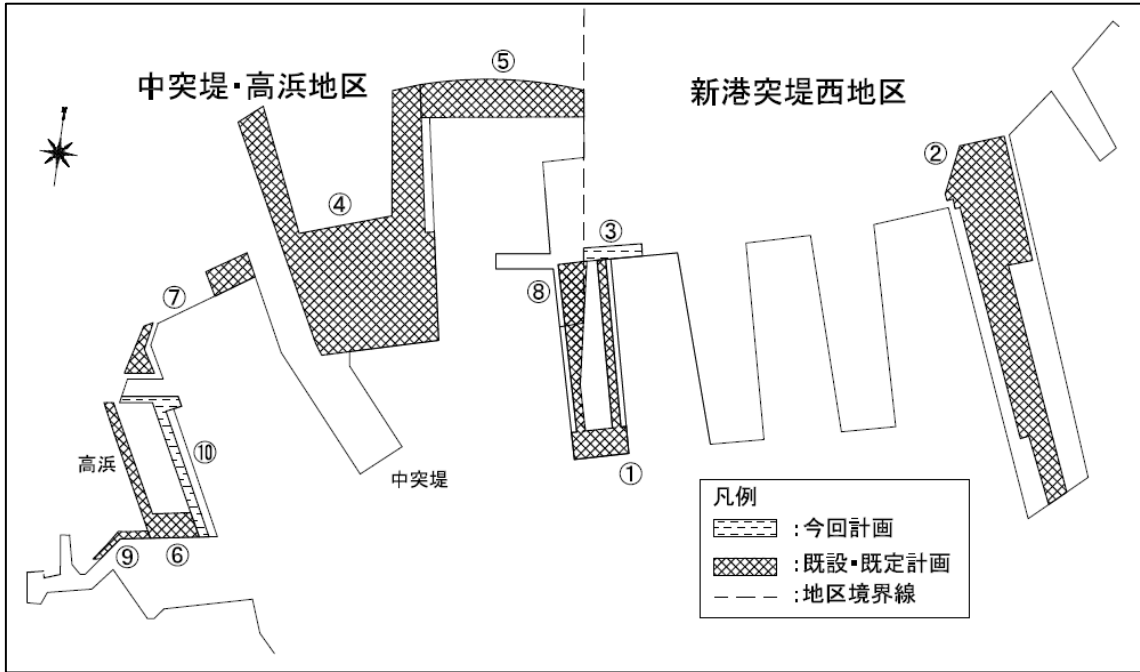 ⑤
中突堤・高浜地区
新港突堤西地区
②
④
③
⑦
⑧
⑩
高浜
中突堤
①
⑨
⑥
凡例
:今回計画
:既設・既定計画
:地区境界線